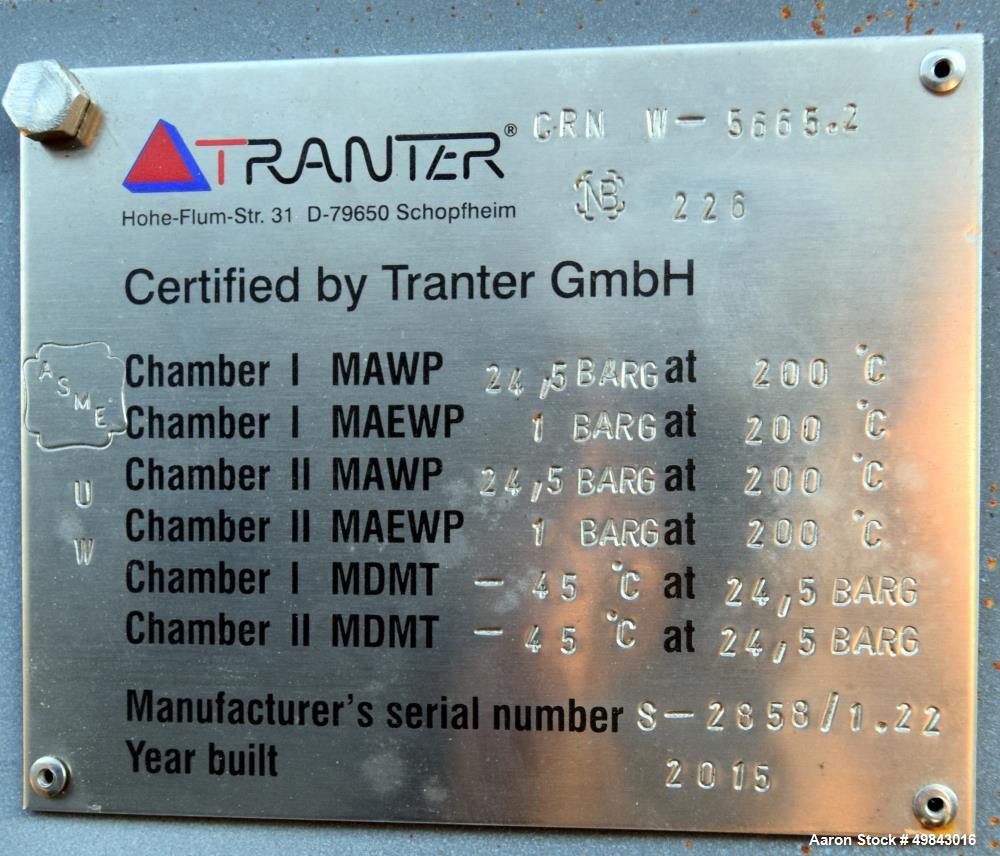 TRANTER®
CRN W-5665.2
Hohe-Flum-Str. 31 D-79650 Schopfheim
NB 226
Certified by Tranter GmbH
ASME
U
W
Chamber I MAWP 24,5 BARG at 200 °C
Chamber I MAEWP 1 BARG at 200 °C
Chamber II MAWP 24,5 BARG at 200 °C
Chamber II MAEWP 1 BARG at 200 °C
Chamber I MDMT - 45 °C at 24,5 BARG
Chamber II MDMT - 45 °C at 24,5 BARG
Manufacturer's serial number S-2858/1.22
Year built 2015
Aaron Stock # 49843016